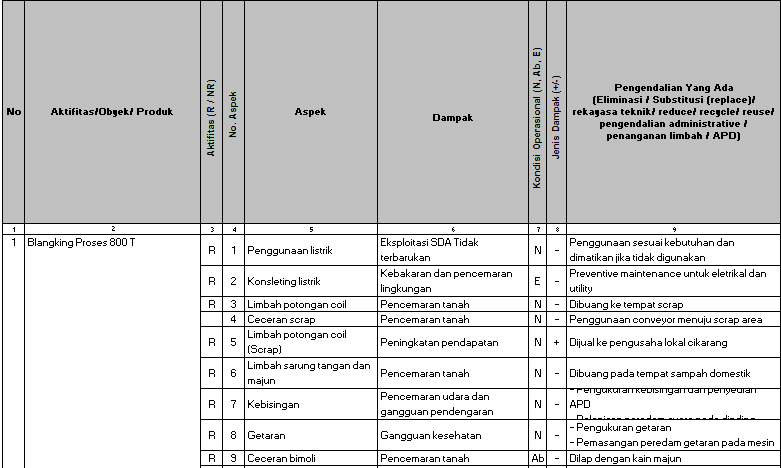 No
Aktifitas/Obyek/ Produk
Aktifitas (R / NR)
No. Aspek
Aspek
Dampak
Kondisi Operasional (N, Ab, E)
Jenis Dampak (+/-)
Pengendalian Yang Ada
(Eliminasi / Substitusi (replace)/
rekayasa teknik/ reduce/ recycle/ reuse/
pengendalian administrative /
penanganan limbah / APD)
1 2 3 4 5 6 7 8 9
1 Blangking Proses 800 T
R 1 Penggunaan listrik
Eksploitasi SDA Tidak
terbarukan
N -
Penggunaan sesuai kebutuhan dan
dimatikan jika tidak digunakan
R 2 Konsleting listrik
Kebakaran dan pencemaran
lingkungan
E -
Preventive maintenance untuk eletrikal dan
utility
R 3 Limbah potongan coil Pencemaran tanah N - Dibuang ke tempat scrap
4 Ceceran scrap Pencemaran tanah N - Penggunaan conveyor menuju scrap area
R 5
Limbah potongan coil
(Scrap)
Peningkatan pendapatan N + Dijual ke pengusaha lokal cikarang
R 6
Limbah sarung tangan dan
majun
Pencemaran tanah N - Dibuang pada tempat sampah domestik
R 7 Kebisingan
Pencemaran udara dan
gangguan pendengaran
N -
- Pengukuran kebisingan dan penyedian
APD
peredam suara pada dinding
R 8 Getaran Gangguan kesehatan N -
- Pengukuran getaran
- Pemasangan peredam getaran pada mesin
R 9 Ceceran bimoli Pencemaran tanah Ab - Dilap dengan kain majun